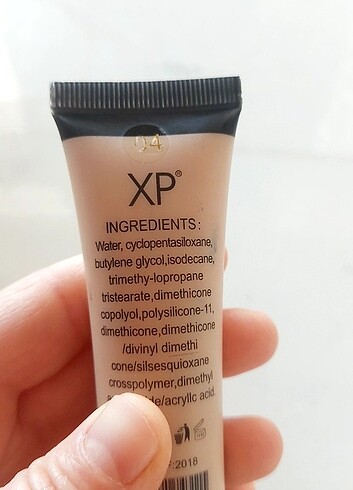 04
XP®
INGREDIENTS:
Water, cyclopentasiloxane,
butylene glycol,isodecane,
trimethy-lopropane
tristearate,dimethicone
copolyol,polysilicone-11,
dimethicone,dimethicone
/divinyl dimethi
cone/silsesquioxane
crosspolymer,dimethyl
/acryllc acid.
:2018